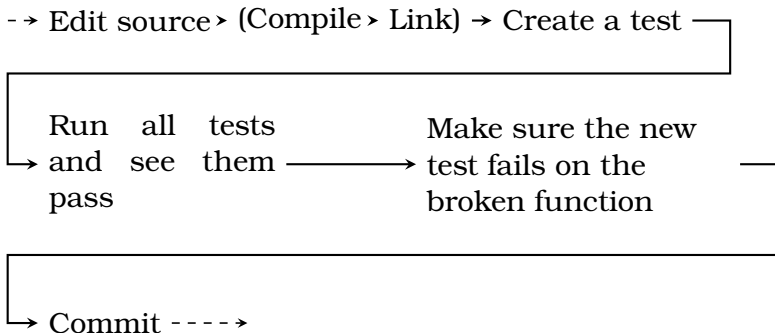 Edit source (Compile Link) Create a test
Run all tests
and see them
pass
Make sure the new
test fails on the
broken function
Commit